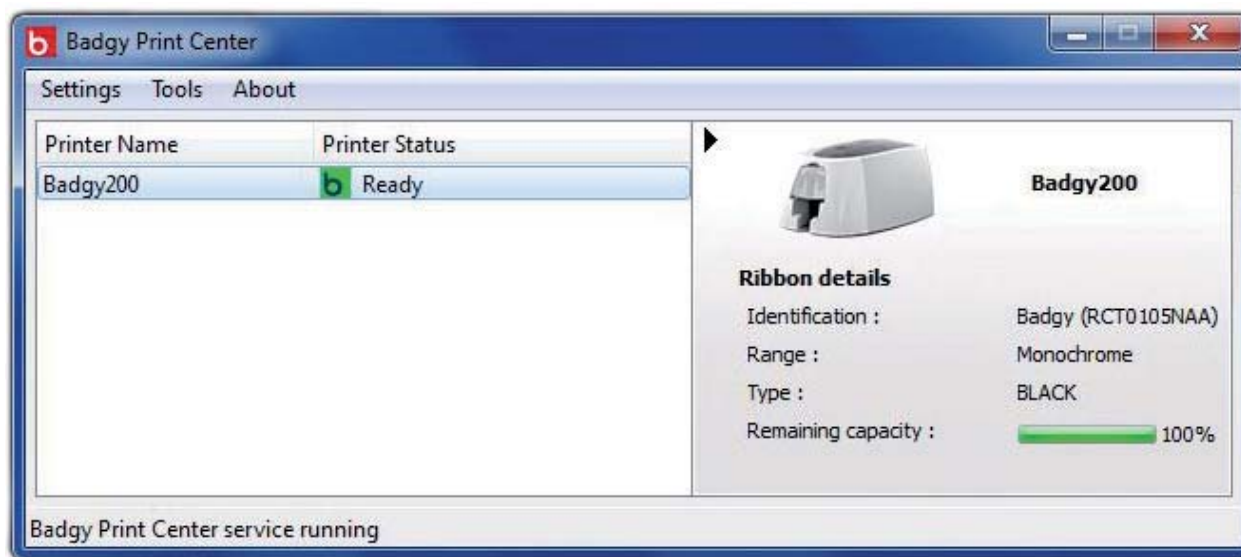 Badgy Print Center
Settings Tools About
Printer Name Printer Status
Badgy200 Ready
Badgy200
Ribbon details
Identification : Badgy (RCT0105NAA)
Range : Monochrome
Type : BLACK
Remaining capacity : 100%
Badgy Print Center service running